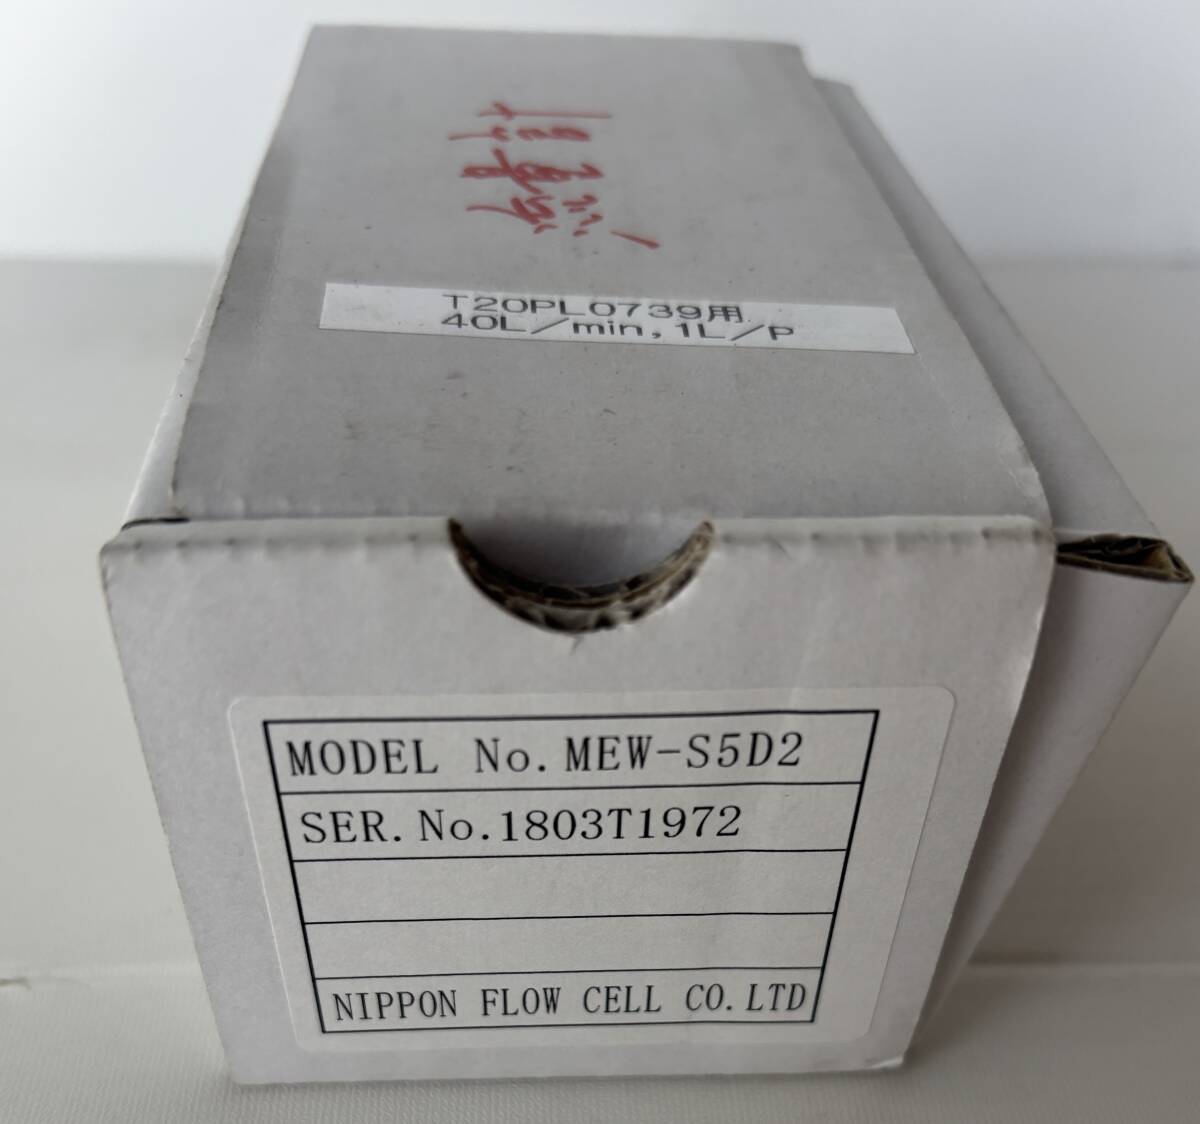 T20PL0739用
40L／min，1L／P
MODEL No. MEW-S5D2
SER. No. 1803T1972
NIPPON FLOW CELL CO. LTD